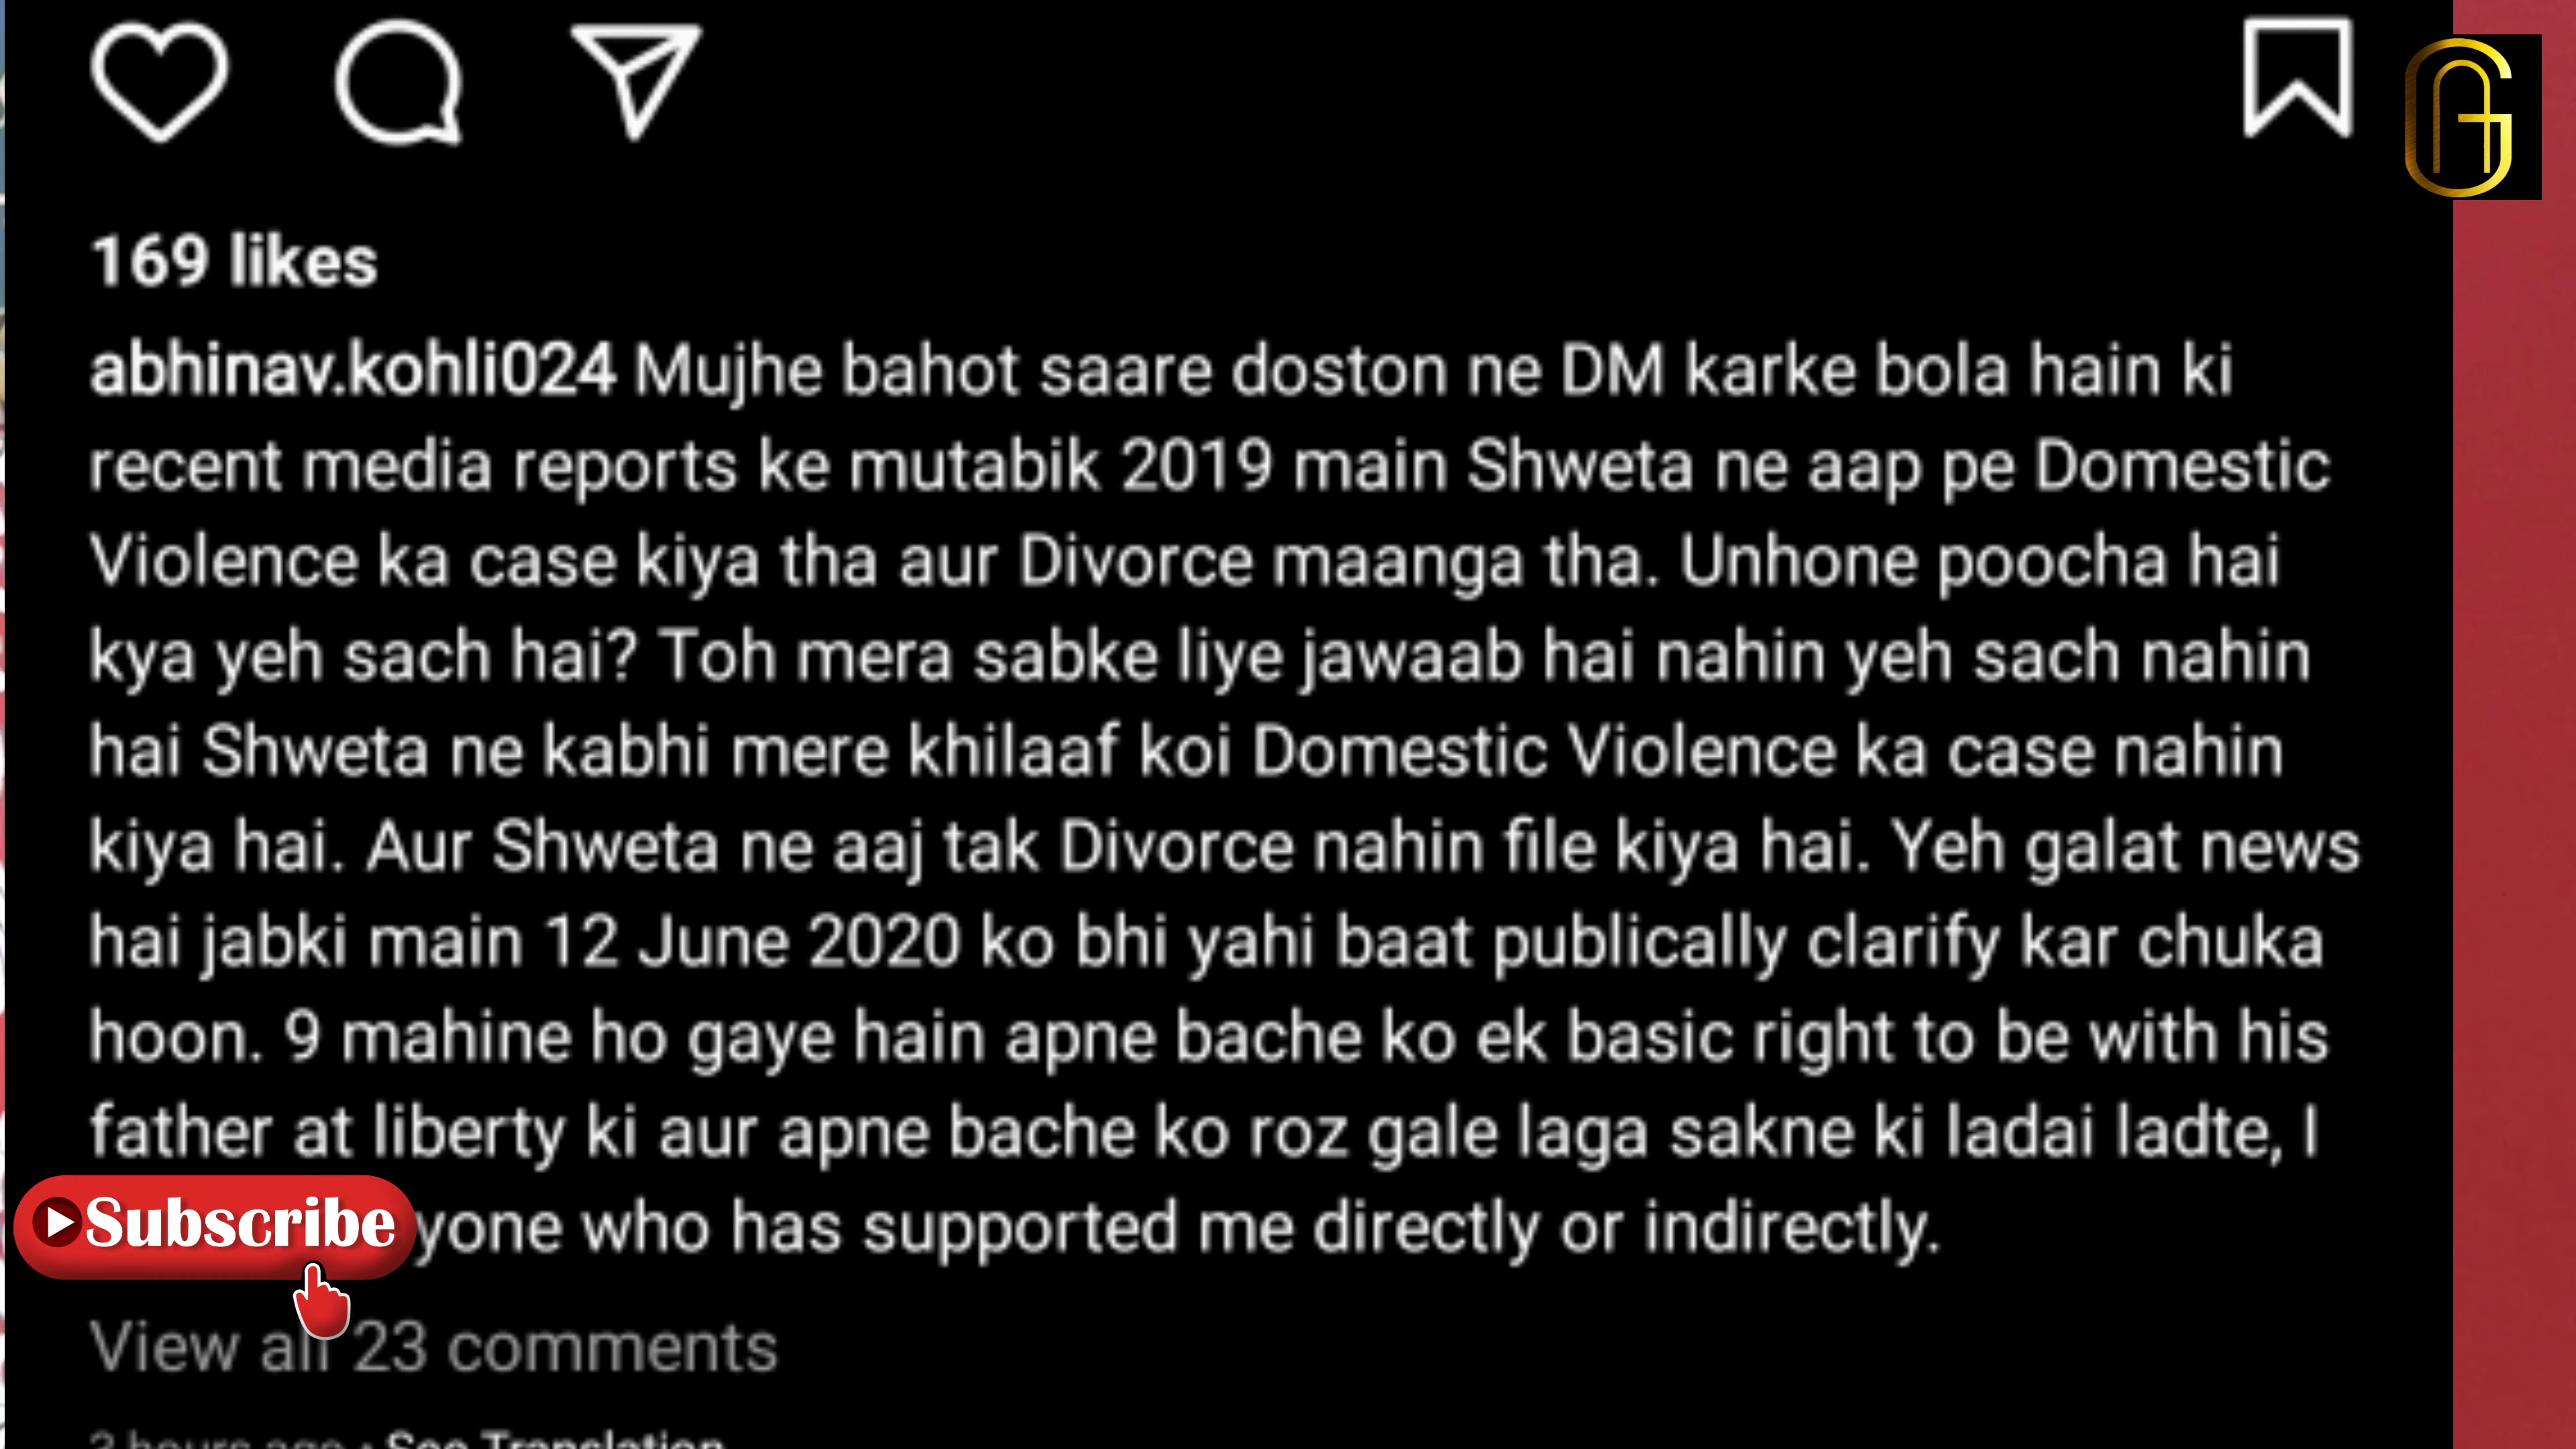 169 likes
abhinav.kohli024 Mujhe bahot saare doston ne DM karke bola hain ki
recent media reports ke mutabik 2019 main Shweta ne aap pe Domestic
Violence ka case kiya tha aur Divorce maanga tha. Unhone poocha hai
kya yeh sach hai? Toh mera sabke liye jawaab hai nahin yeh sach nahin
hai Shweta ne kabhi mere khilaaf koi Domestic Violence ka case nahin
kiya hai. Aur Shweta ne aaj tak Divorce nahin file kiya hai. Yeh galat news
hai jabki main 12 June 2020 ko bhi yahi baat publically clarify kar chuka
hoon. 9 mahine ho gaye hain apne bache ko ek basic right to be with his
father at liberty ki aur apne bache ko roz gale laga sakne ki ladai ladte, I
Subscribe yone who has supported me directly or indirectly.
View all 23 comments
3 hours ago · See Translation